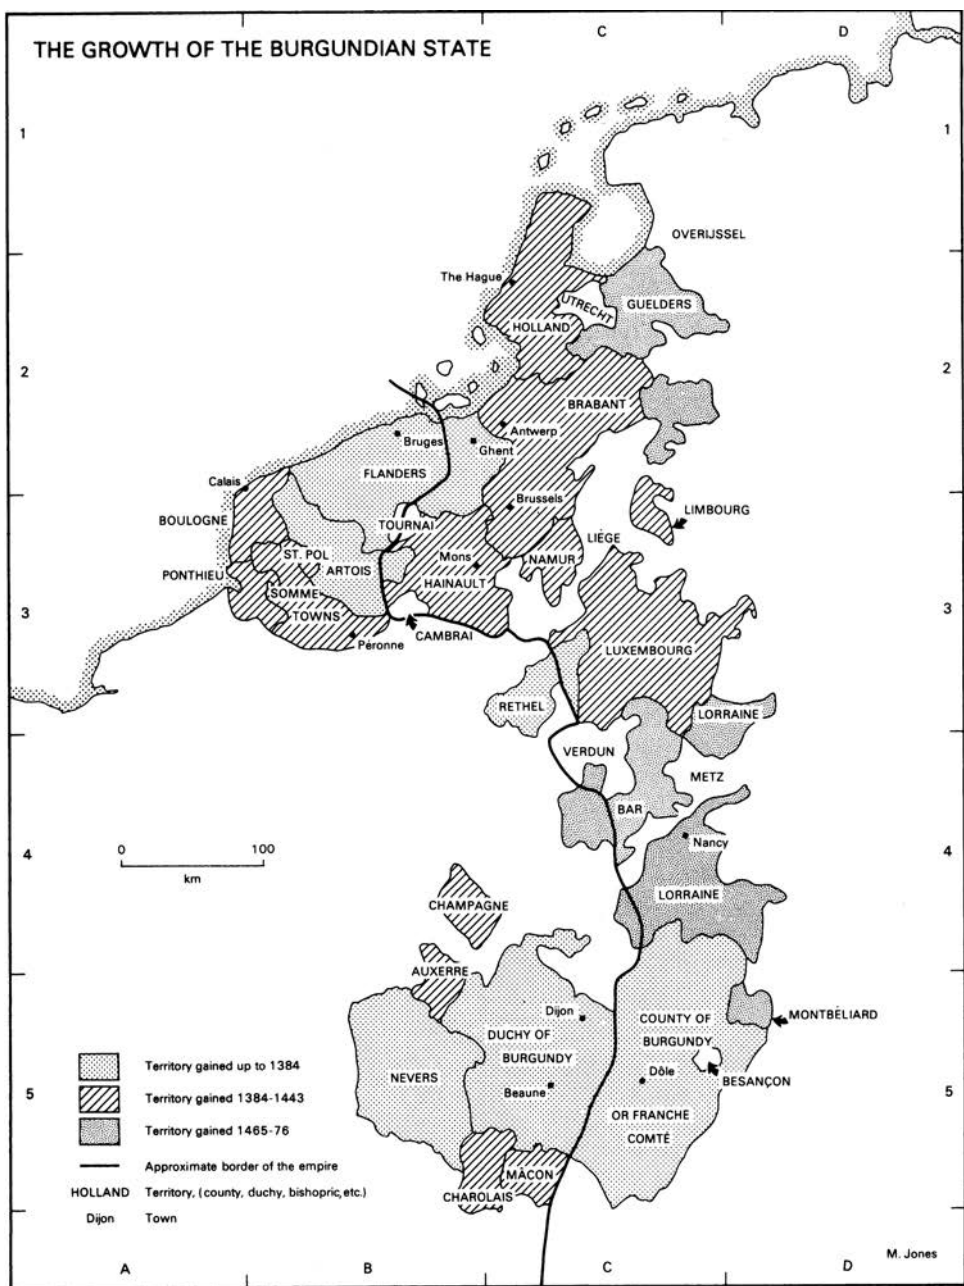 C
D
THE GROWTH OF THE BURGUNDIAN STATE
1
1
OVERIJSSEL
The Hague
UTRECHT
GUELDERS
HOLLAND
2
2
BRABANT
Antwerp
Bruges
Ghent
FLANDERS
Calais
Brussels
LIMBOURG
BOULOGNE
TOURNAI
LIÉGE
ST. POL
Mons
NAMUR
PONTHIEU
ARTOIS
HAINAULT
SOMME
TOWNS
3
3
CAMBRAI
Péronne
LUXEMBOURG
RETHEL
LORRAINE
VERDUN
METZ
BAR
Nancy
4
4
0
100
km
LORRAINE
CHAMPAGNE
AUXERRE
Dijon
COUNTY OF
BURGUNDY
MONTBÉLIARD
DUCHY OF
BURGUNDY
Dôle
BESANÇON
NEVERS
Beaune
OR FRANCHE
COMTÉ
5
5
MÂCON
CHAROLAIS
Territory gained up to 1384
Territory gained 1384-1443
Territory gained 1465-76
Approximate border of the empire
HOLLAND Territory, (county, duchy, bishopric, etc.)
Dijon Town
M. Jones
A
B
C
D